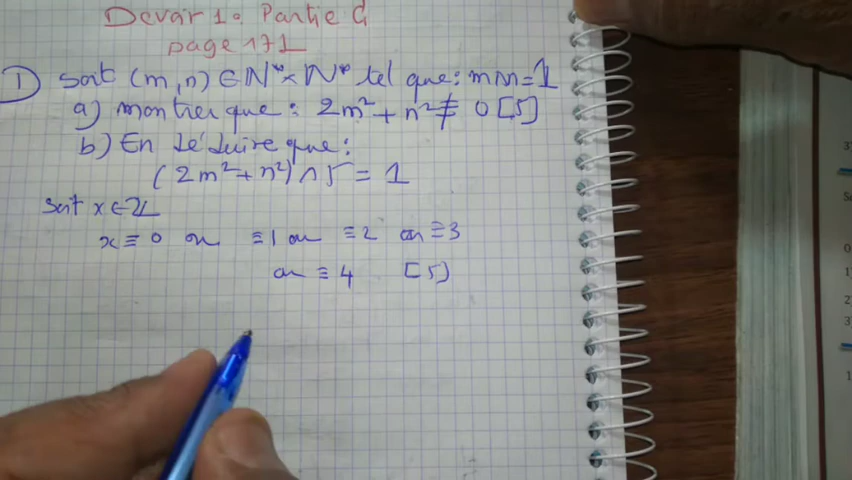 Devoir 1 : Partie G
page 171
1) Soit (m,n) ∈ ℕ*×ℕ* tel que : m∧n = 1
a) montrer que : 2m² + n² ≢ 0 [5]
b) En déduire que :
(2m² + n²) ∧ 5 = 1
Soit x ∈ ℤ
x ≡ 0 ou ≡ 1 ou ≡ 2 ou ≡ 3
ou ≡ 4 [5]